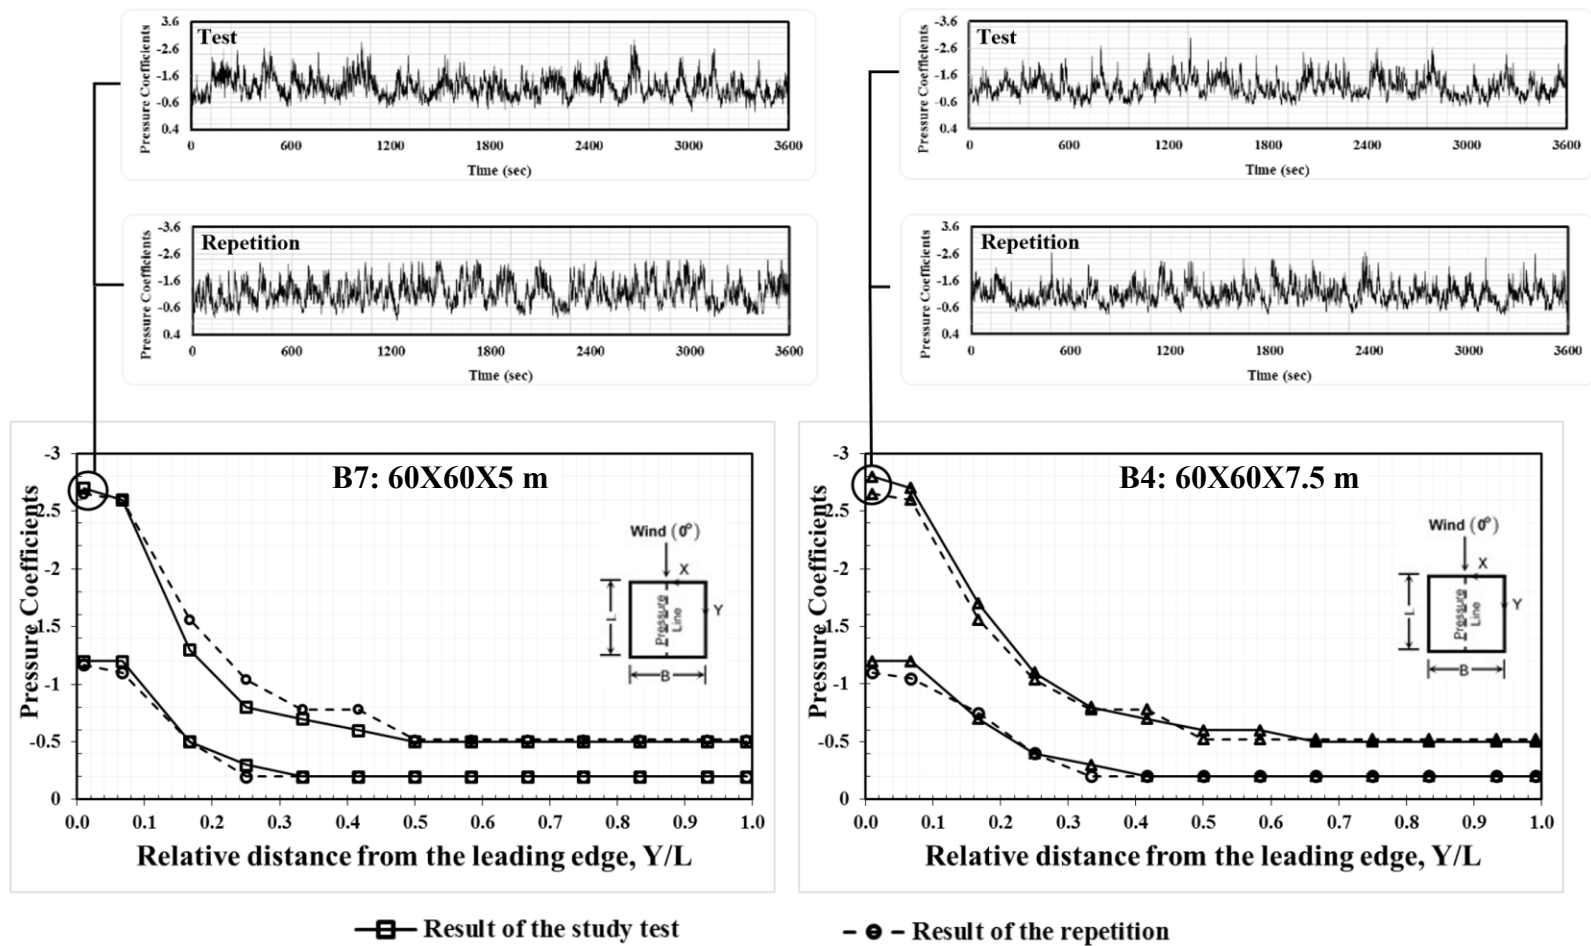 Test
Pressure Coefficients
3.6
-2.6
-1.6
-0.6
0.4
0 600 1200 1800 2400 3000 3600
Time (sec)
Test
Pressure Coefficients
-3.6
-2.6
-1.6
-0.6
0.4
0 600 1200 1800 2400 3000 3600
Time (sec)
Repetition
Pressure Coefficients
-3.6
-2.6
-1.6
-0.6
0.4
0 600 1200 1800 2400 3000 3600
Time (sec)
Repetition
Pressure Coefficients
3.6
-2.6
-1.6
-0.6
0.4
0 600 1200 1800 2400 3000 3600
Time (sec)
B7: 60X60X5 m
Pressure Coefficients
-3
2.5
-2
1.5
-1
-0.5
0
0.0 0.1 0.2 0.3 0.4 0.5 0.6 0.7 0.8 0.9 1.0
Relative distance from the leading edge, Y/L
Wind (0°)
X
Y
L
Pressure
Line
B
B4: 60X60X7.5 m
Pressure Coefficients
-3
2.5
-2
1.5
-1
-0.5
0
0.0 0.1 0.2 0.3 0.4 0.5 0.6 0.7 0.8 0.9 1.0
Relative distance from the leading edge, Y/L
Wind (0°)
X
Y
L
Pressure
Line
B
Result of the study test
Result of the repetition